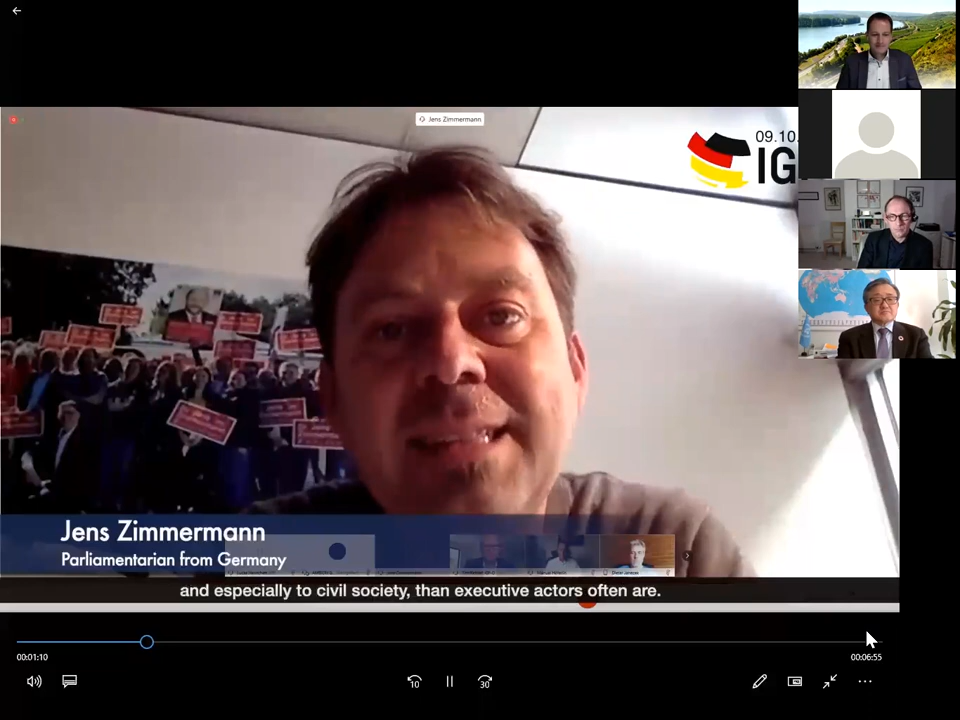 Jens Zimmermann
09.10.
IG
Jens Zimmermann
Parliamentarian from Germany
and especially to civil society, than executive actors often are.
00:01:10
00:06:55
10
30